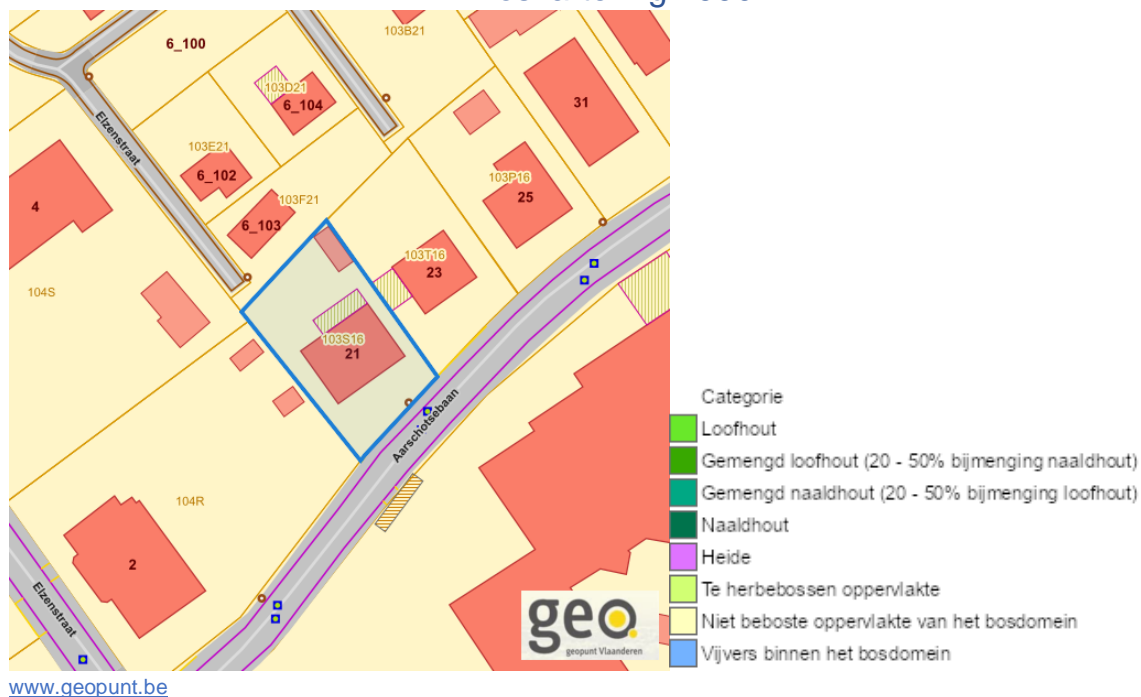 6_100
103B21
103D21
6_104
31
Elzenstraat
103E21
6_102
103P16
25
4
103F21
6_103
103T16
23
104S
103S16
21
Aarschotsebaan
104R
2
Elzenstraat
geo
geopunt Vlaanderen
Categorie
Loofhout
Gemengd loofhout (20 - 50% bijmenging naaldhout)
Gemengd naaldhout (20 - 50% bijmenging loofhout)
Naaldhout
Heide
Te herbebossen oppervlakte
Niet beboste oppervlakte van het bosdomein
Vijvers binnen het bosdomein
www.geopunt.be